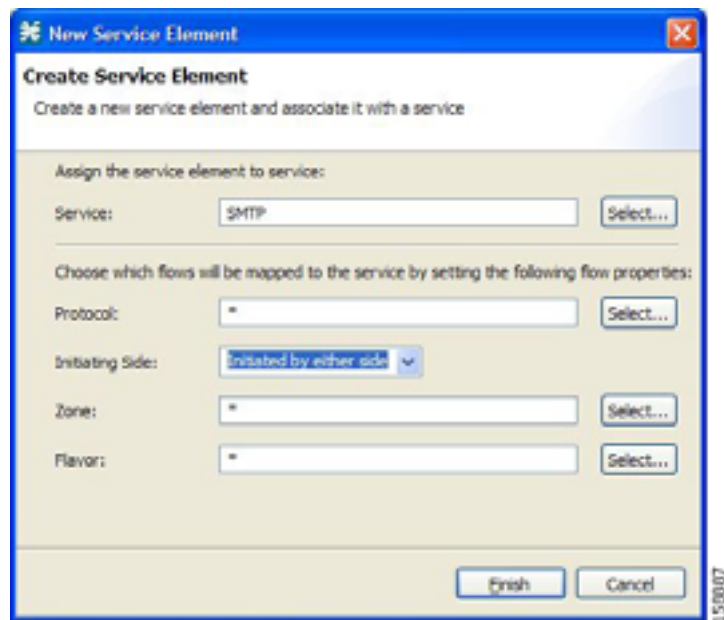 New Service Element
Create Service Element
Create a new service element and associate it with a service
Assign the service element to service:
Service: SMTP Select...
Choose which flows will be mapped to the service by setting the following flow properties:
Protocol: * Select...
Initiating Side: Initiated by either side
Zone: * Select...
Flavor: * Select...
Finish Cancel